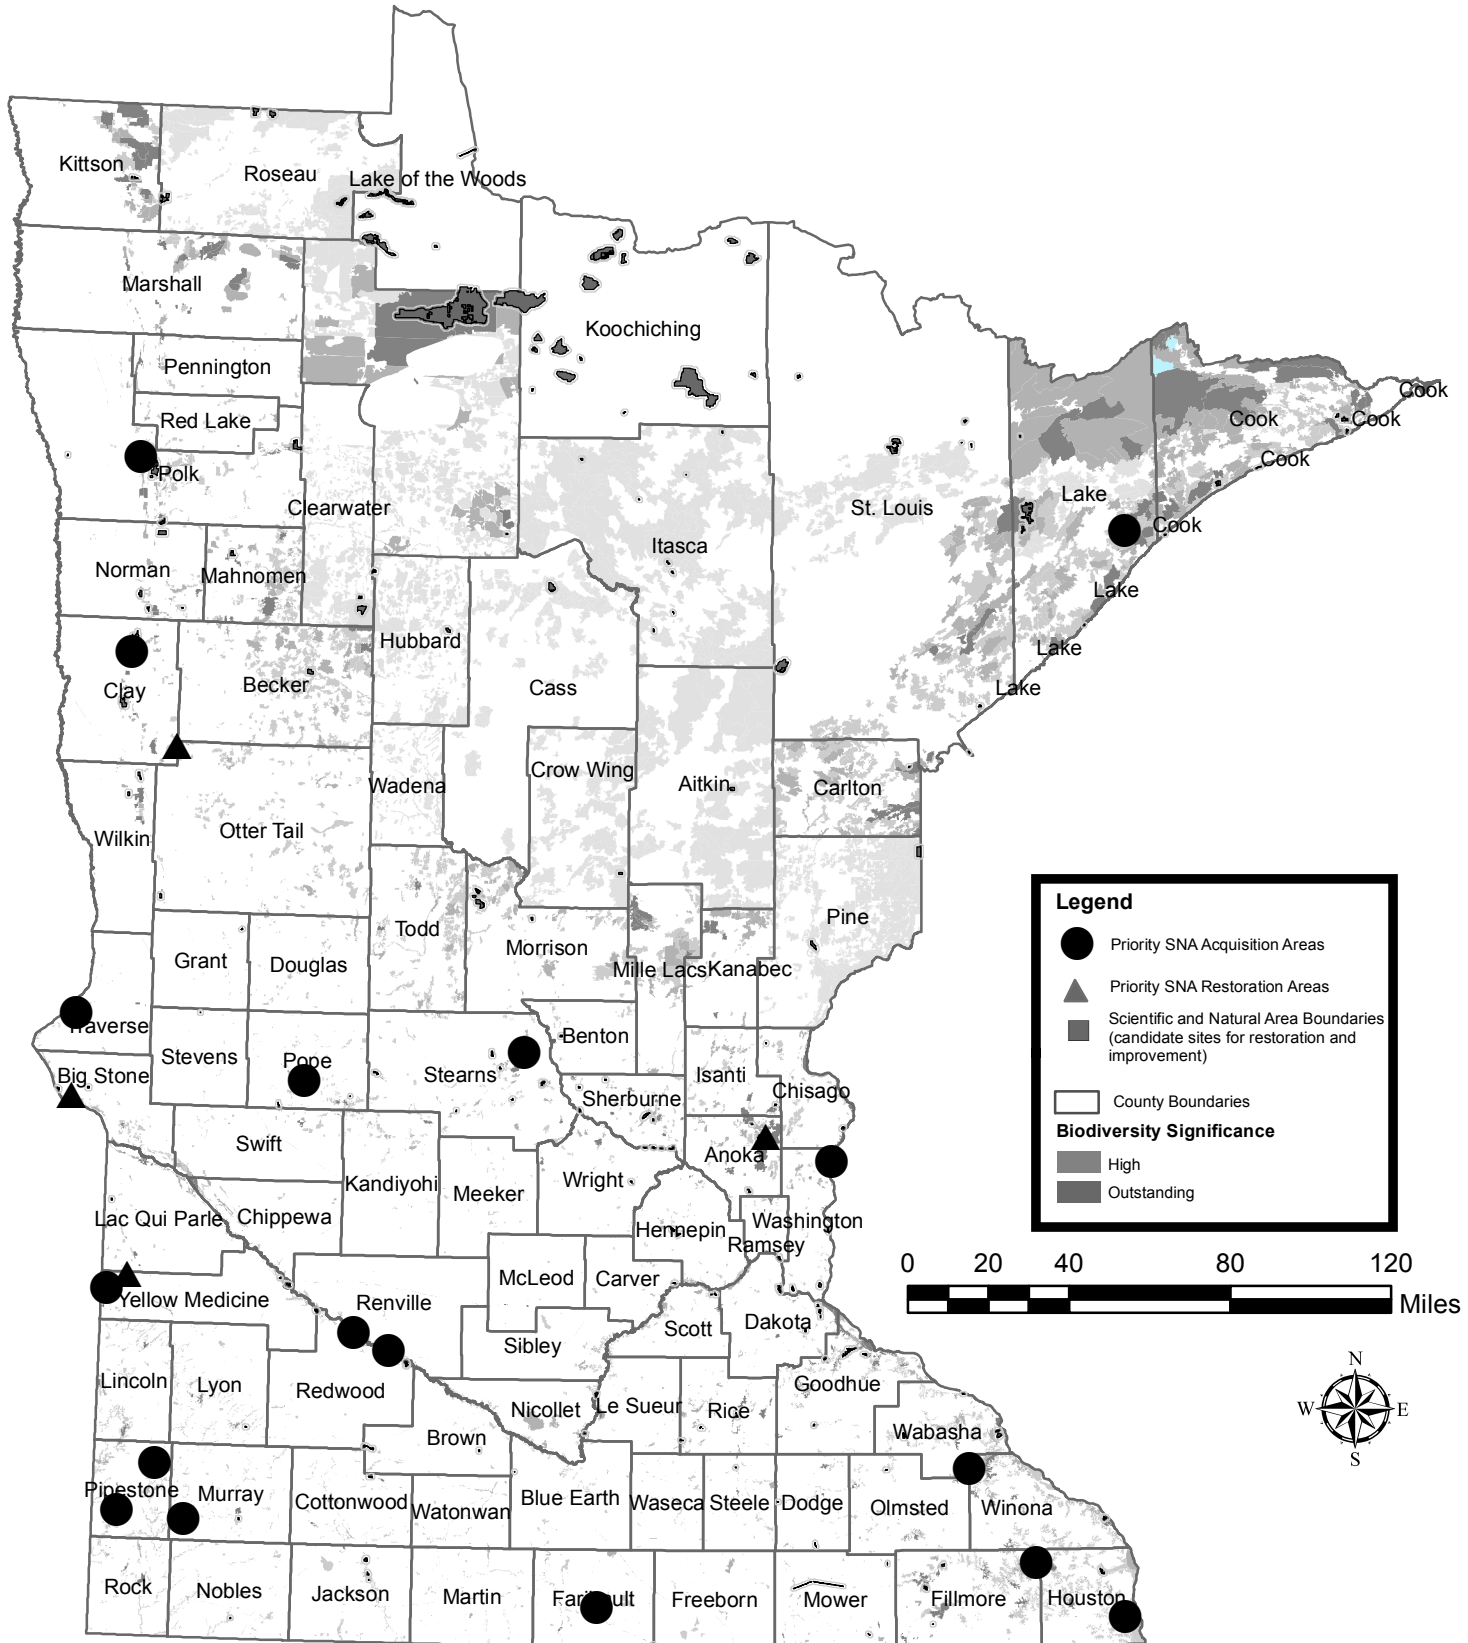 Kittson
Roseau
Lake of the Woods
Marshall
Koochiching
Pennington
Red Lake
Polk
Clearwater
St. Louis
Lake
Cook
Cook
Cook
Cook
Cook
Itasca
Norman
Mahnomen
Lake
Hubbard
Lake
Clay
Becker
Cass
Lake
Wadena
Crow Wing
Aitkin
Carlton
Wilkin
Otter Tail
Todd
Morrison
Pine
Grant
Douglas
Mille Lacs
Kanabec
Traverse
Benton
Stevens
Pope
Stearns
Isanti
Big Stone
Sherburne
Chisago
Swift
Anoka
Kandiyohi
Meeker
Wright
Lac Qui Parle
Chippewa
Hennepin
Washington
Ramsey
McLeod
Carver
Yellow Medicine
Renville
Scott
Dakota
Sibley
Lincoln
Lyon
Redwood
Goodhue
Nicollet
Le Sueur
Rice
Brown
Wabasha
Pipestone
Murray
Cottonwood
Watonwan
Blue Earth
Waseca
Steele
Dodge
Olmsted
Winona
Rock
Nobles
Jackson
Martin
Faribault
Freeborn
Mower
Fillmore
Houston
Legend
Priority SNA Acquisition Areas
Priority SNA Restoration Areas
Scientific and Natural Area Boundaries
(candidate sites for restoration and
improvement)
County Boundaries
Biodiversity Significance
High
Outstanding
0 20 40 80 120
Miles
N
W E
S